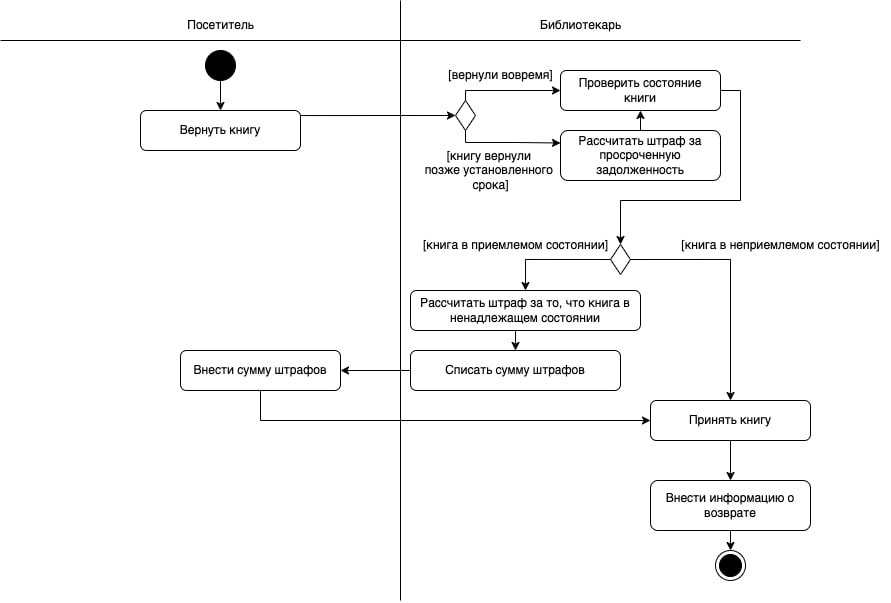 Посетитель
Библиотекарь
[вернули вовремя]
Проверить состояние
книги
Вернуть книгу
[книгу вернули
позже установленного
срока]
Рассчитать штраф за
просроченную
задолженность
[книга в приемлемом состоянии]
[книга в неприемлемом состоянии]
Рассчитать штраф за то, что книга в
ненадлежащем состоянии
Внести сумму штрафов
Списать сумму штрафов
Принять книгу
Внести информацию о
возврате